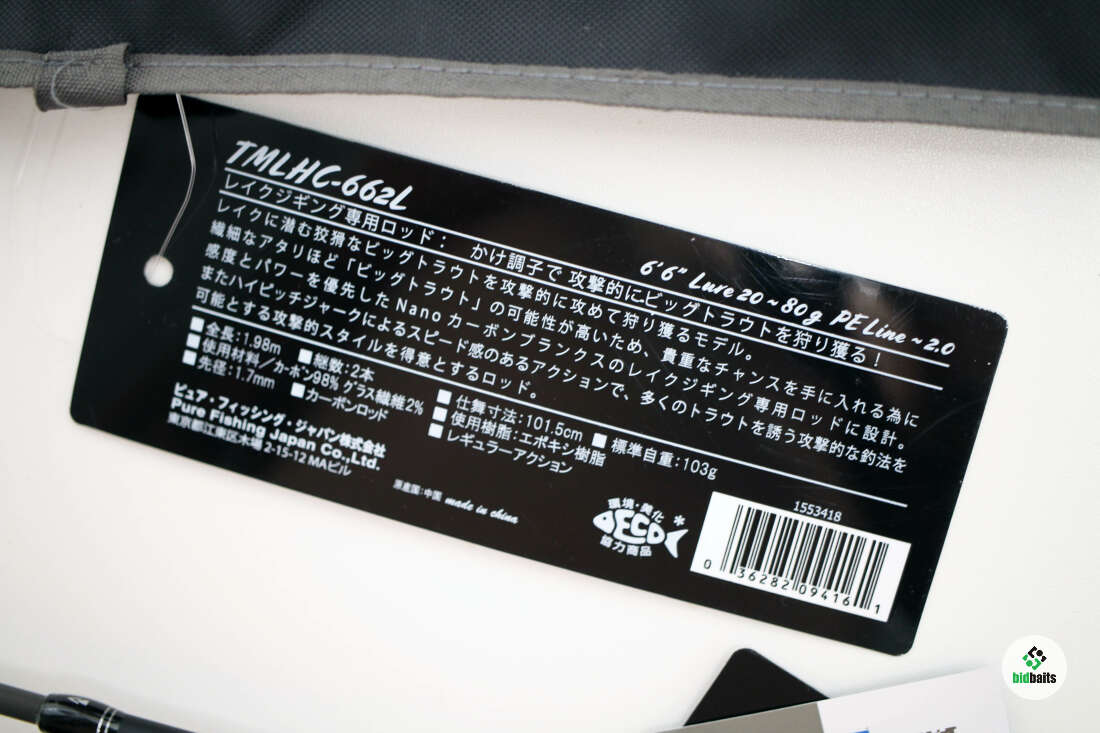 TMLHC-662L
6'6" Lure 20~80g PE Line ~2.0
レイクジギング専用ロッド： かけ調子で 攻撃的にビッグトラウトを狩り獲る！
レイクに潜む狡猾なビッグトラウトを攻撃的に攻めて狩り獲るモデル。
繊細なアタリほど「ビッグトラウト」の可能性が高いため、貴重なチャンスを手に入れる為に
感度とパワーを優先したNanoカーボンブランクスのレイクジギング専用ロッドに設計。
またハイピッチジャークによるスピード感のあるアクションで、多くのトラウトを誘う攻撃的な釣法を
可能とする攻撃的スタイルを得意とするロッド。
■全長：1.98m ■継数：2本 ■仕舞寸法：101.5cm ■標準自重：103g
■使用材料／カーボン98% グラス繊維2% ■使用樹脂：エポキシ樹脂
■先径：1.7mm ■カーボンロッド ■レギュラーアクション
ピュア・フィッシング・ジャパン株式会社
Pure Fishing Japan Co.,Ltd.
東京都江東区木場 2-15-12 MAビル
原産国：中国 made in china
環境・美化
ECO
協力商品
*
1553418
0 36282 09416 1
bidbaits